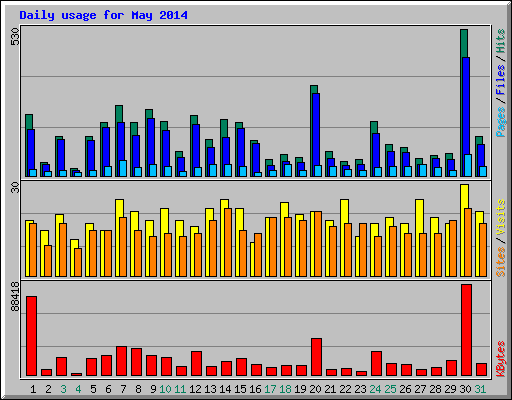 Daily usage for May 2014
530
Pages / Files / Hits
30
Sites / Visits
88418
KBytes
1 2 3 4 5 6 7 8 9 10 11 12 13 14 15 16 17 18 19 20 21 22 23 24 25 26 27 28 29 30 31